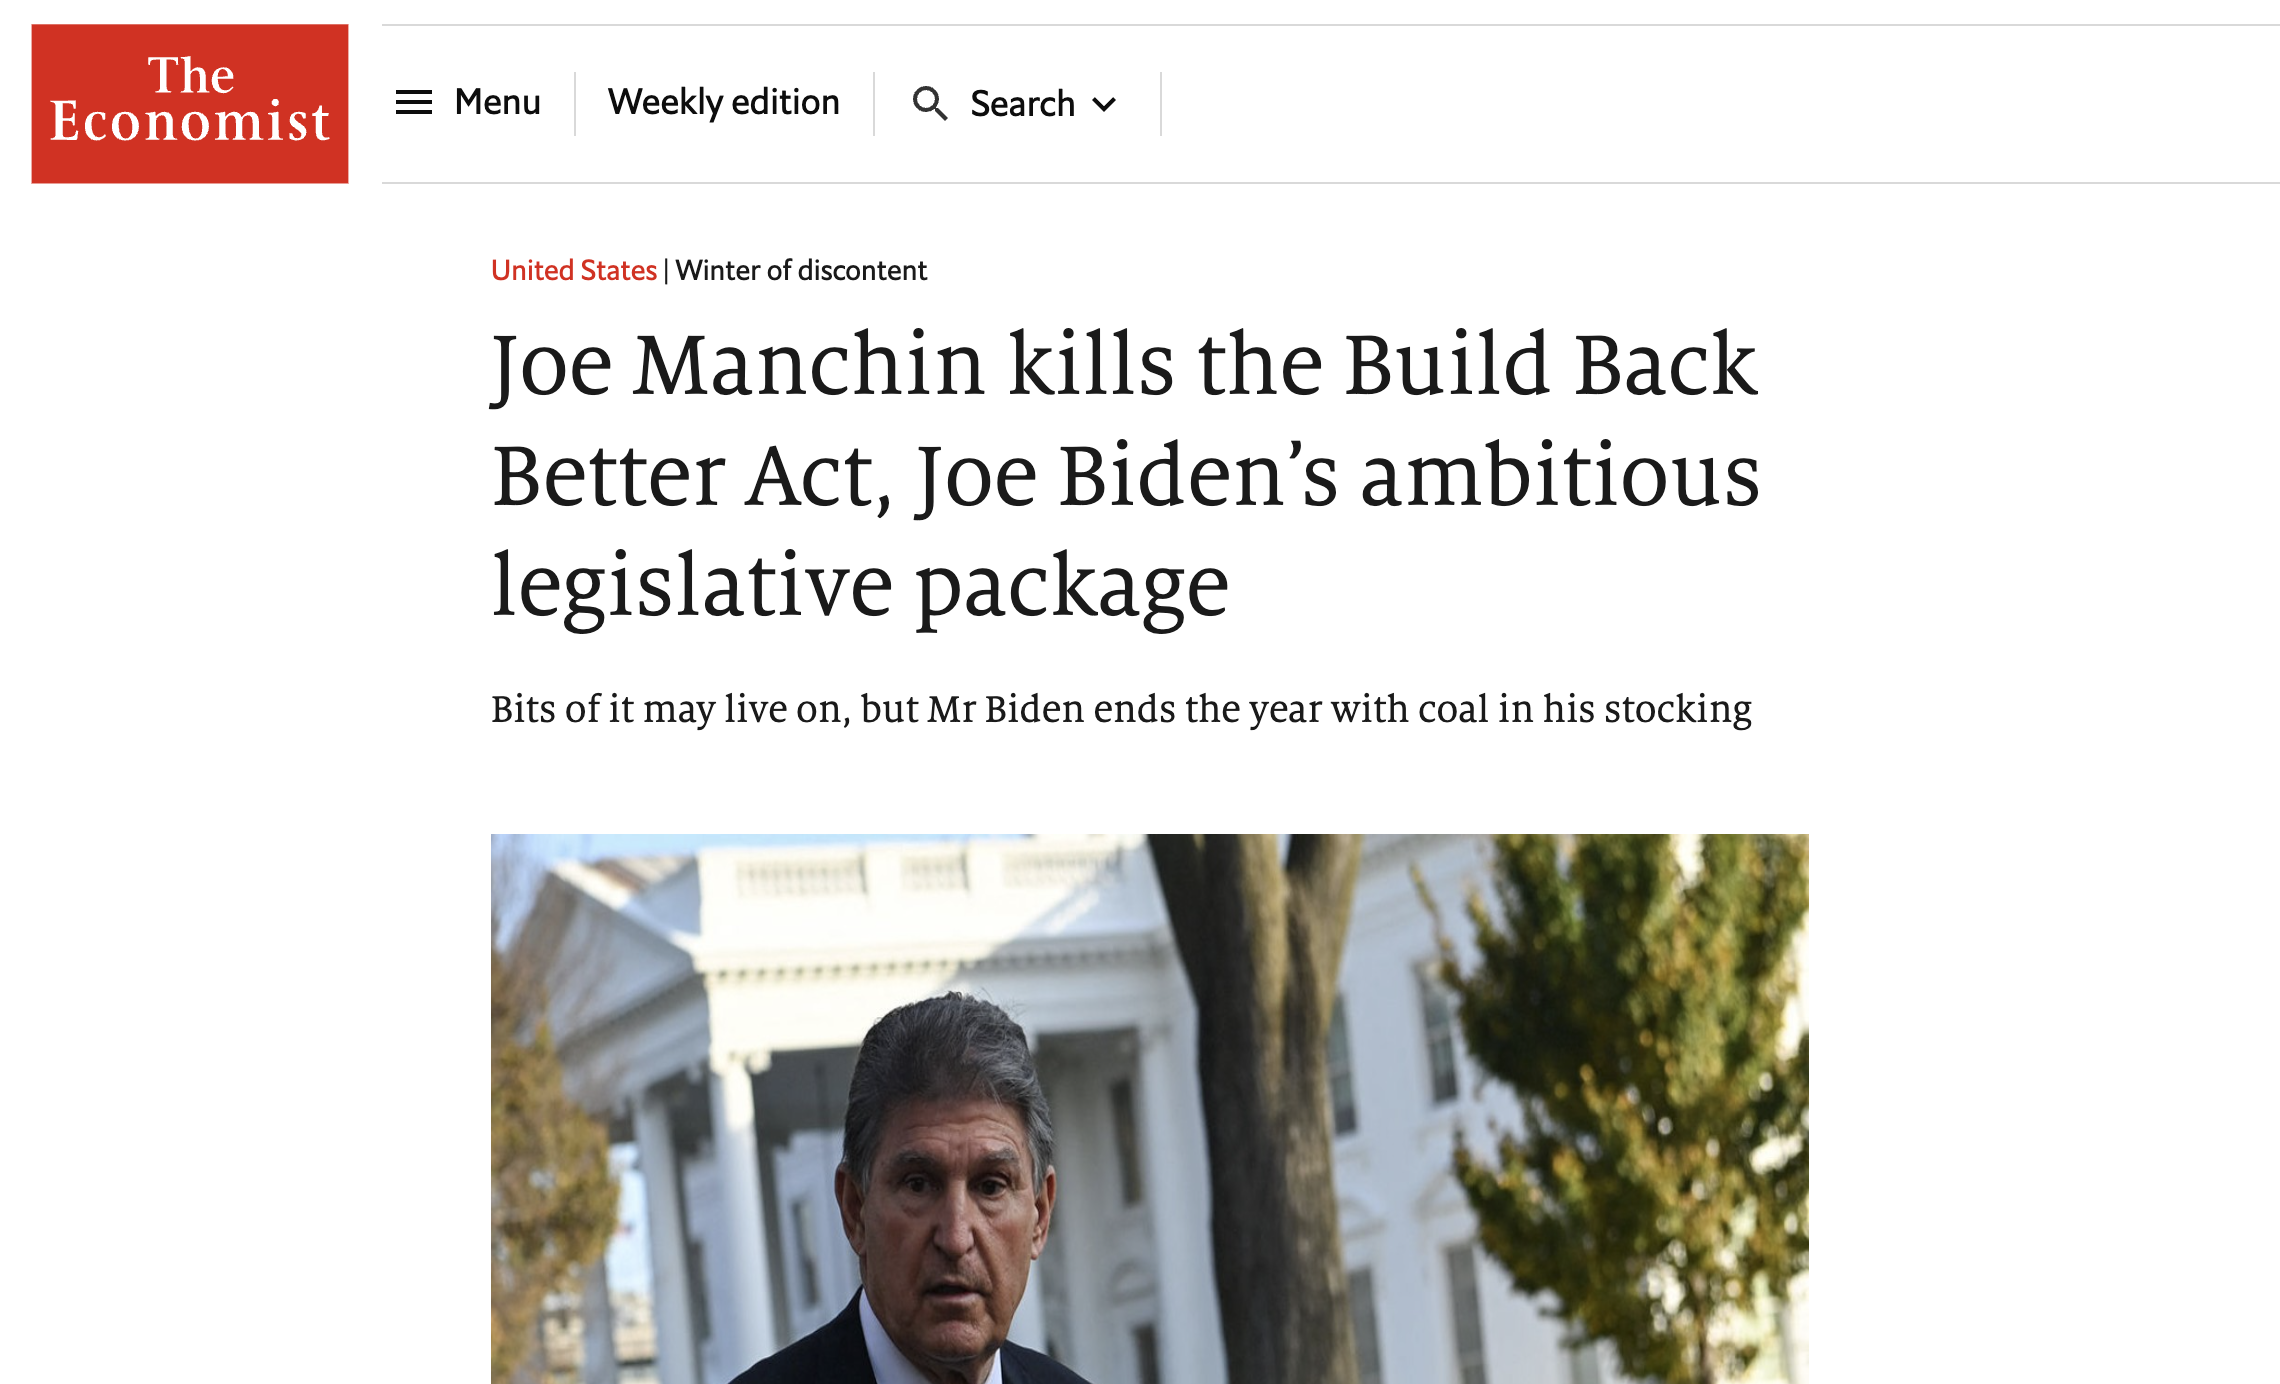 The
Economist
Menu
Weekly edition
Search
United States | Winter of discontent
Joe Manchin kills the Build Back
Better Act, Joe Biden’s ambitious
legislative package
Bits of it may live on, but Mr Biden ends the year with coal in his stocking